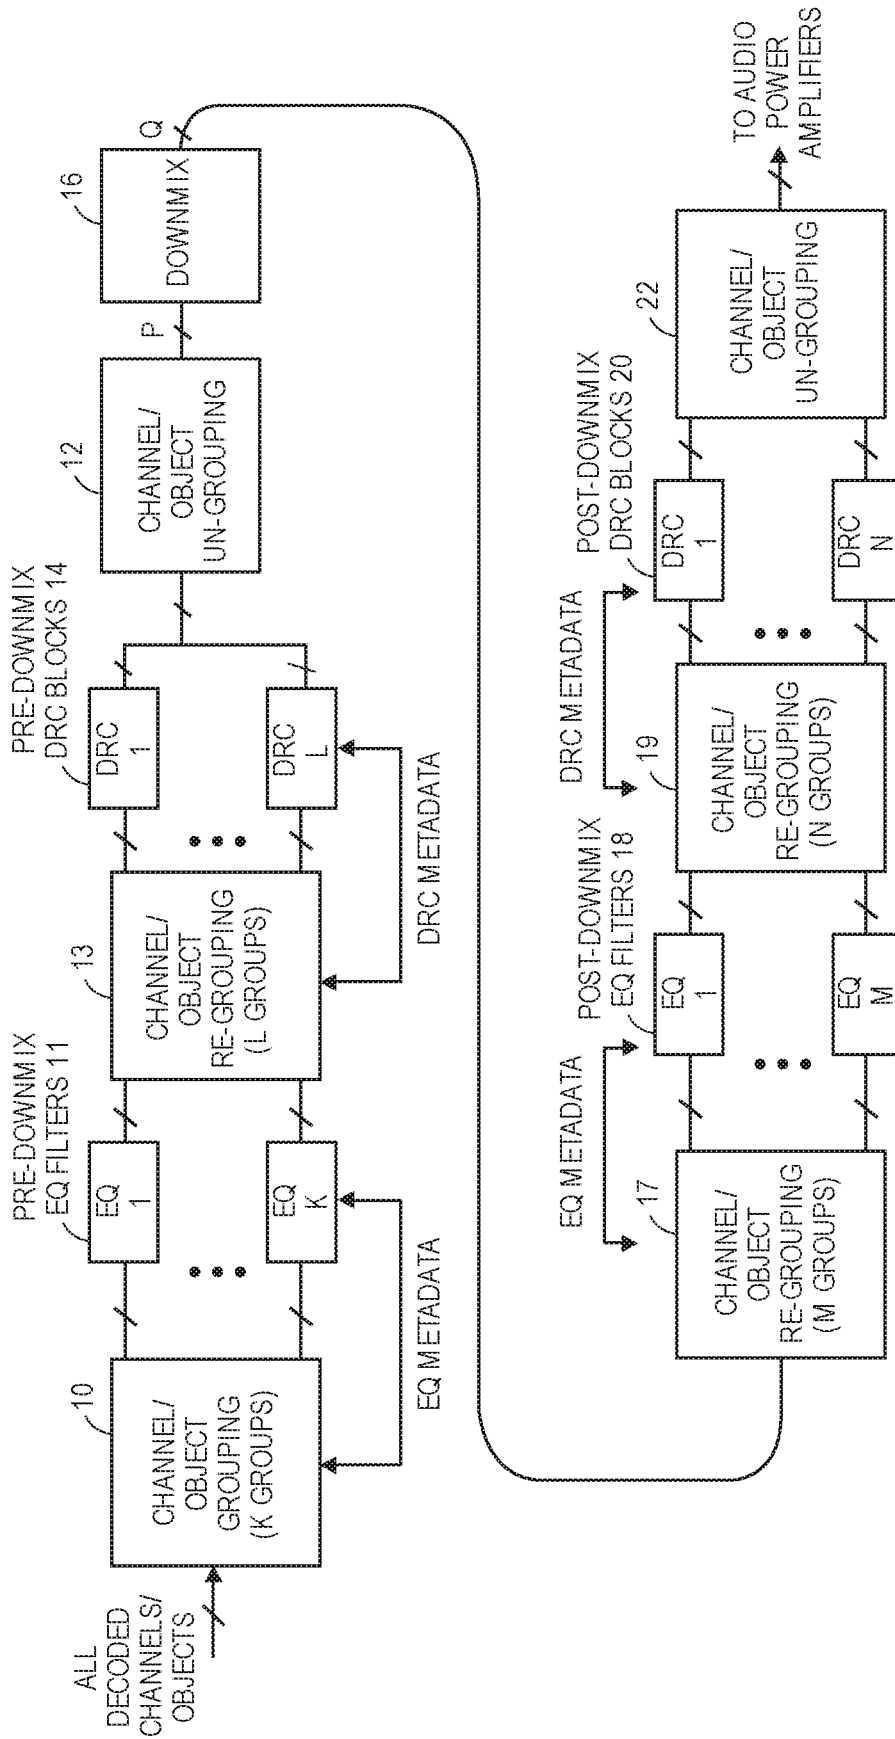 ALL
DECODED
CHANNELS/
OBJECTS
10
CHANNEL/
OBJECT
GROUPING
(K GROUPS)
EQ METADATA
PRE-DOWNMIX
EQ FILTERS 11
EQ
1
EQ
K
13
CHANNEL/
OBJECT
RE-GROUPING
(L GROUPS)
DRC METADATA
PRE-DOWNMIX
DRC BLOCKS 14
DRC
1
DRC
L
12
CHANNEL/
OBJECT
UN-GROUPING
P
16
DOWNMIX
Q
17
CHANNEL/
OBJECT
RE-GROUPING
(M GROUPS)
EQ METADATA
POST-DOWNMIX
EQ FILTERS 18
EQ
1
EQ
M
19
CHANNEL/
OBJECT
RE-GROUPING
(N GROUPS)
DRC METADATA
POST-DOWNMIX
DRC BLOCKS 20
DRC
1
DRC
N
22
CHANNEL/
OBJECT
UN-GROUPING
TO AUDIO
POWER
AMPLIFIERS